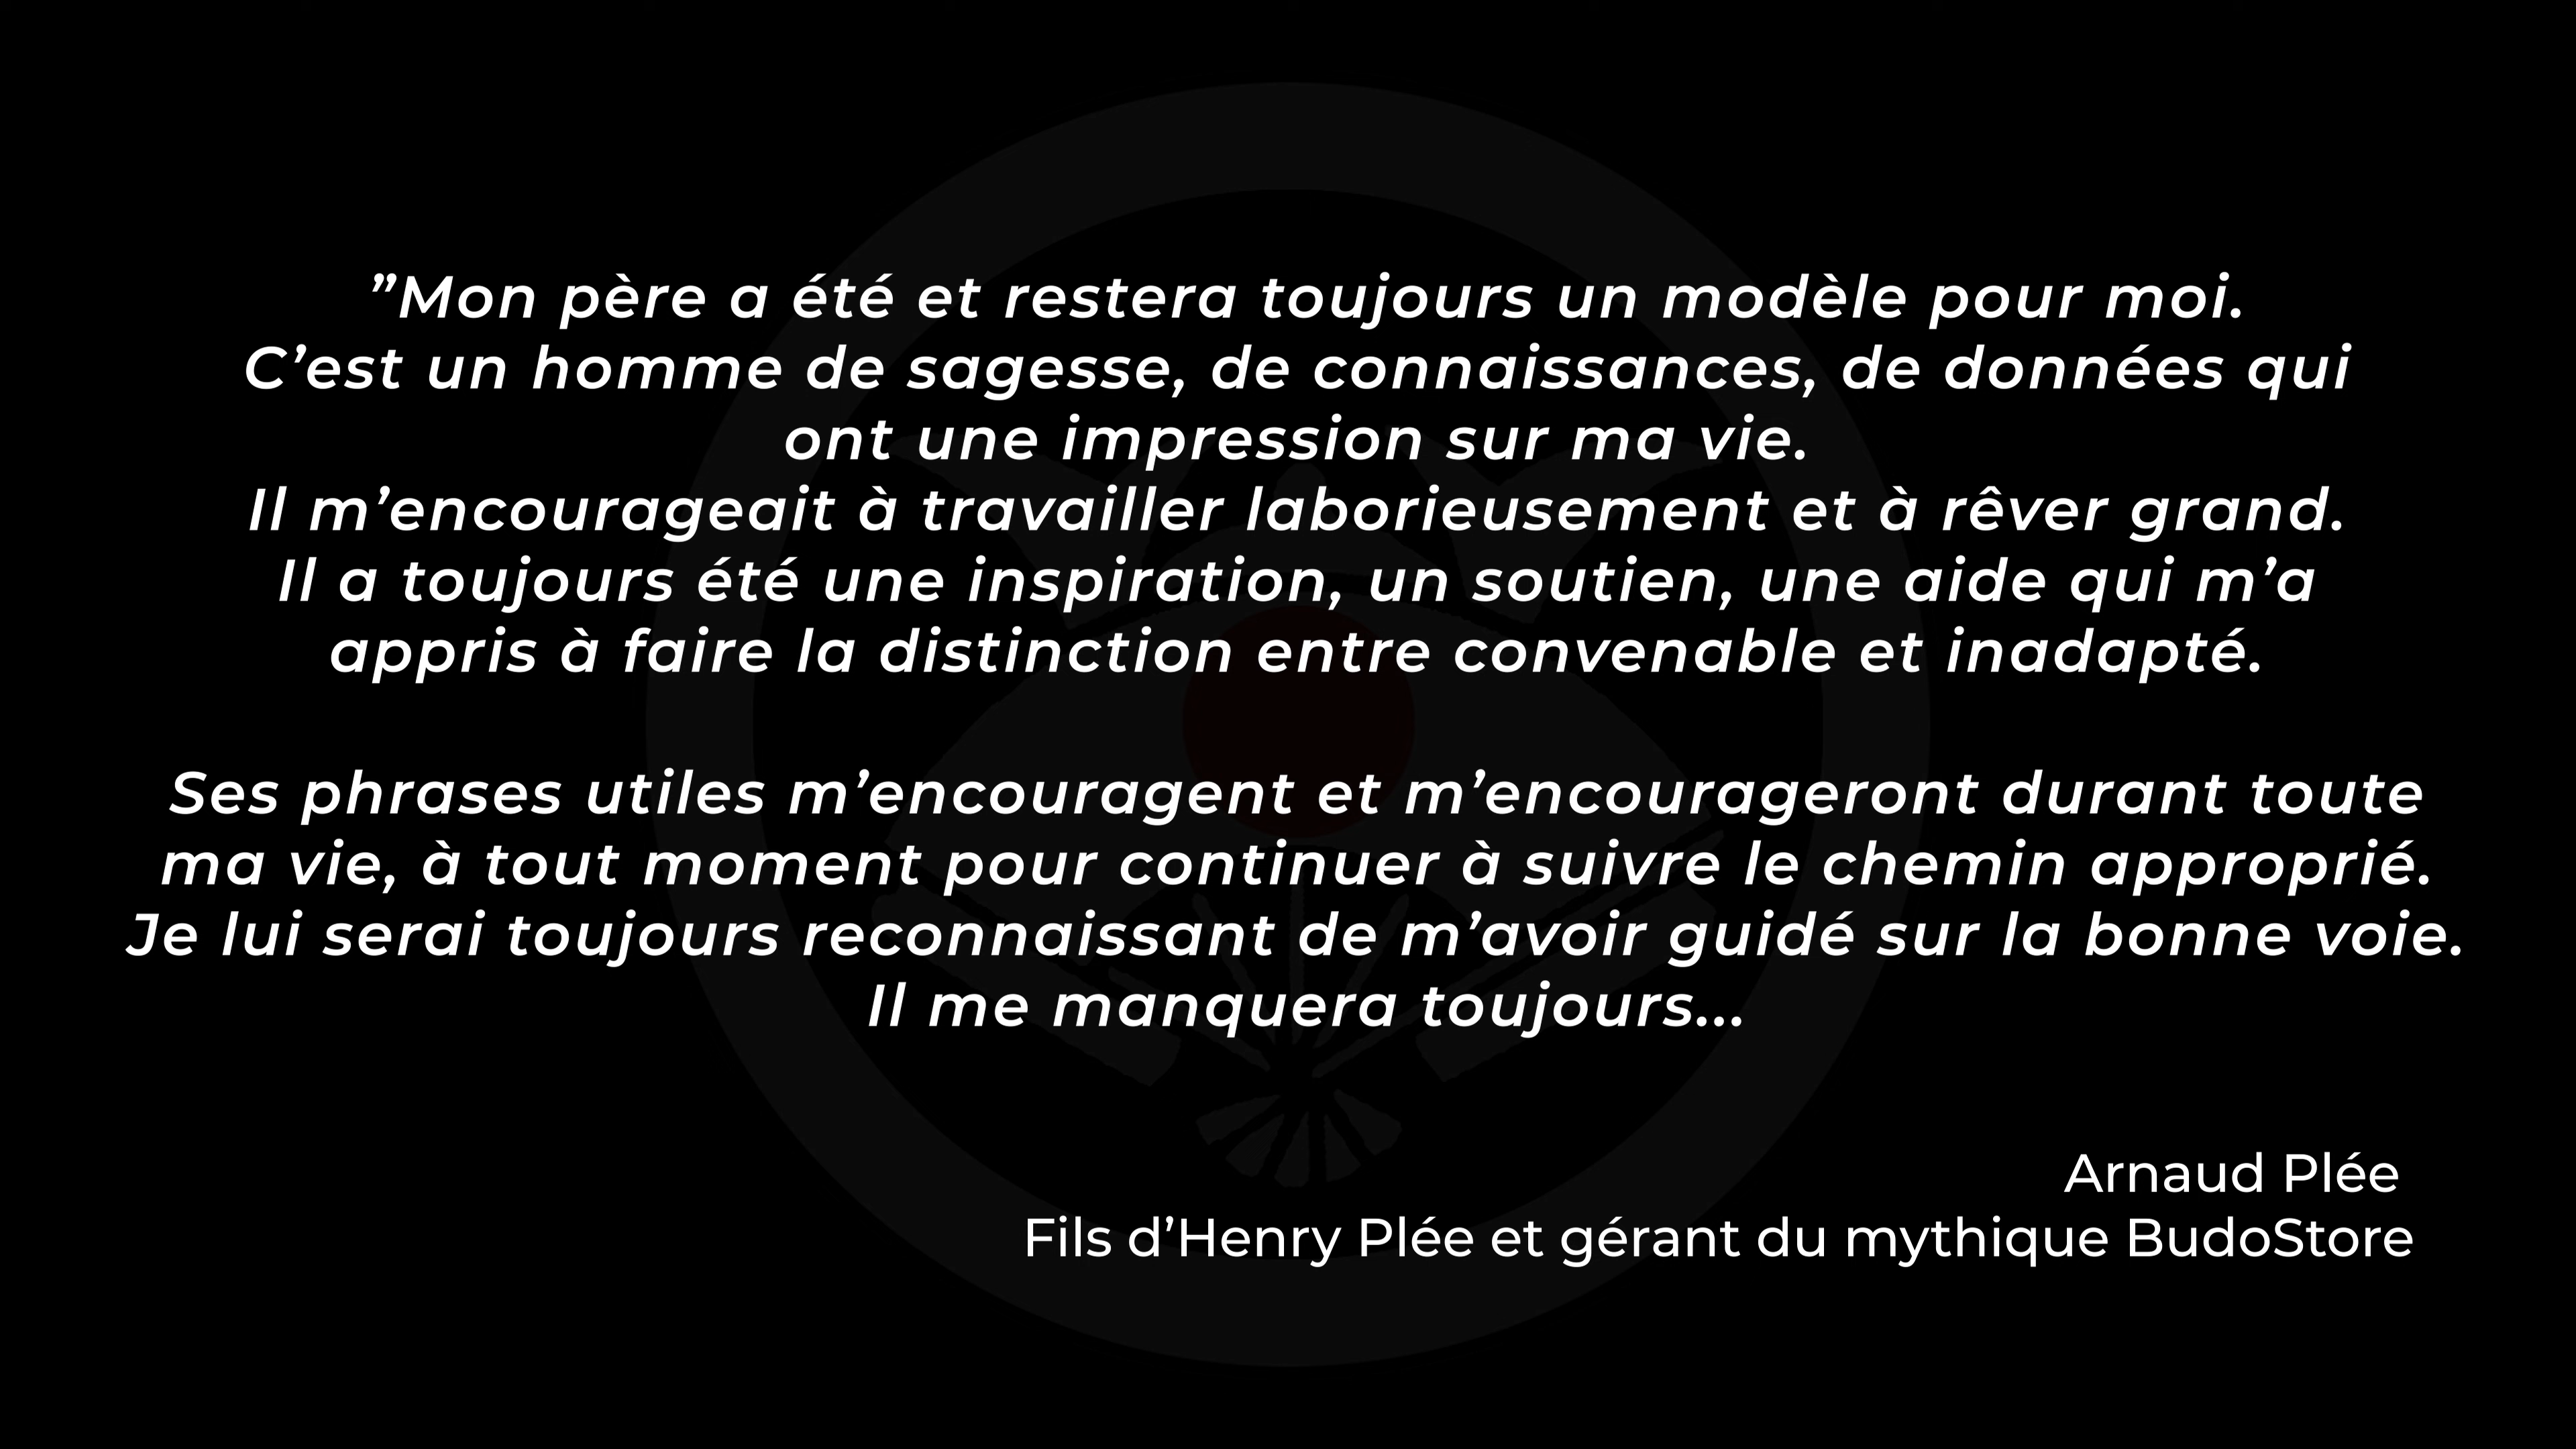 ”Mon père a été et restera toujours un modèle pour moi.
C’est un homme de sagesse, de connaissances, de données qui
ont une impression sur ma vie.
Il m’encourageait à travailler laborieusement et à rêver grand.
Il a toujours été une inspiration, un soutien, une aide qui m’a
appris à faire la distinction entre convenable et inadapté.
Ses phrases utiles m’encouragent et m’encourageront durant toute
ma vie, à tout moment pour continuer à suivre le chemin approprié.
Je lui serai toujours reconnaissant de m’avoir guidé sur la bonne voie.
Il me manquera toujours...
Arnaud Plée
Fils d’Henry Plée et gérant du mythique BudoStore